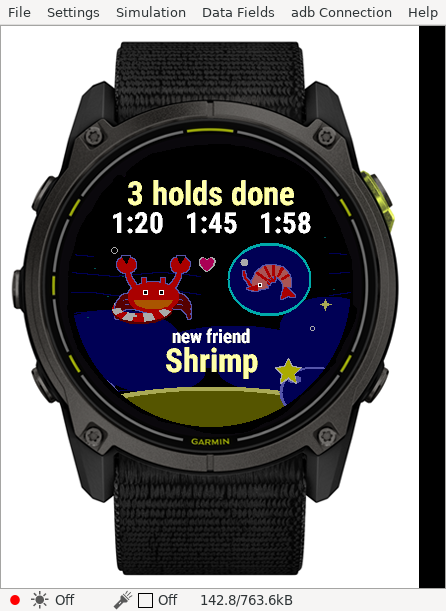 File Settings Simulation Data Fields adb Connection Help
3 holds done
1:20 1:45 1:58
new friend
Shrimp
GARMIN
Off Off 142.8/763.6kB